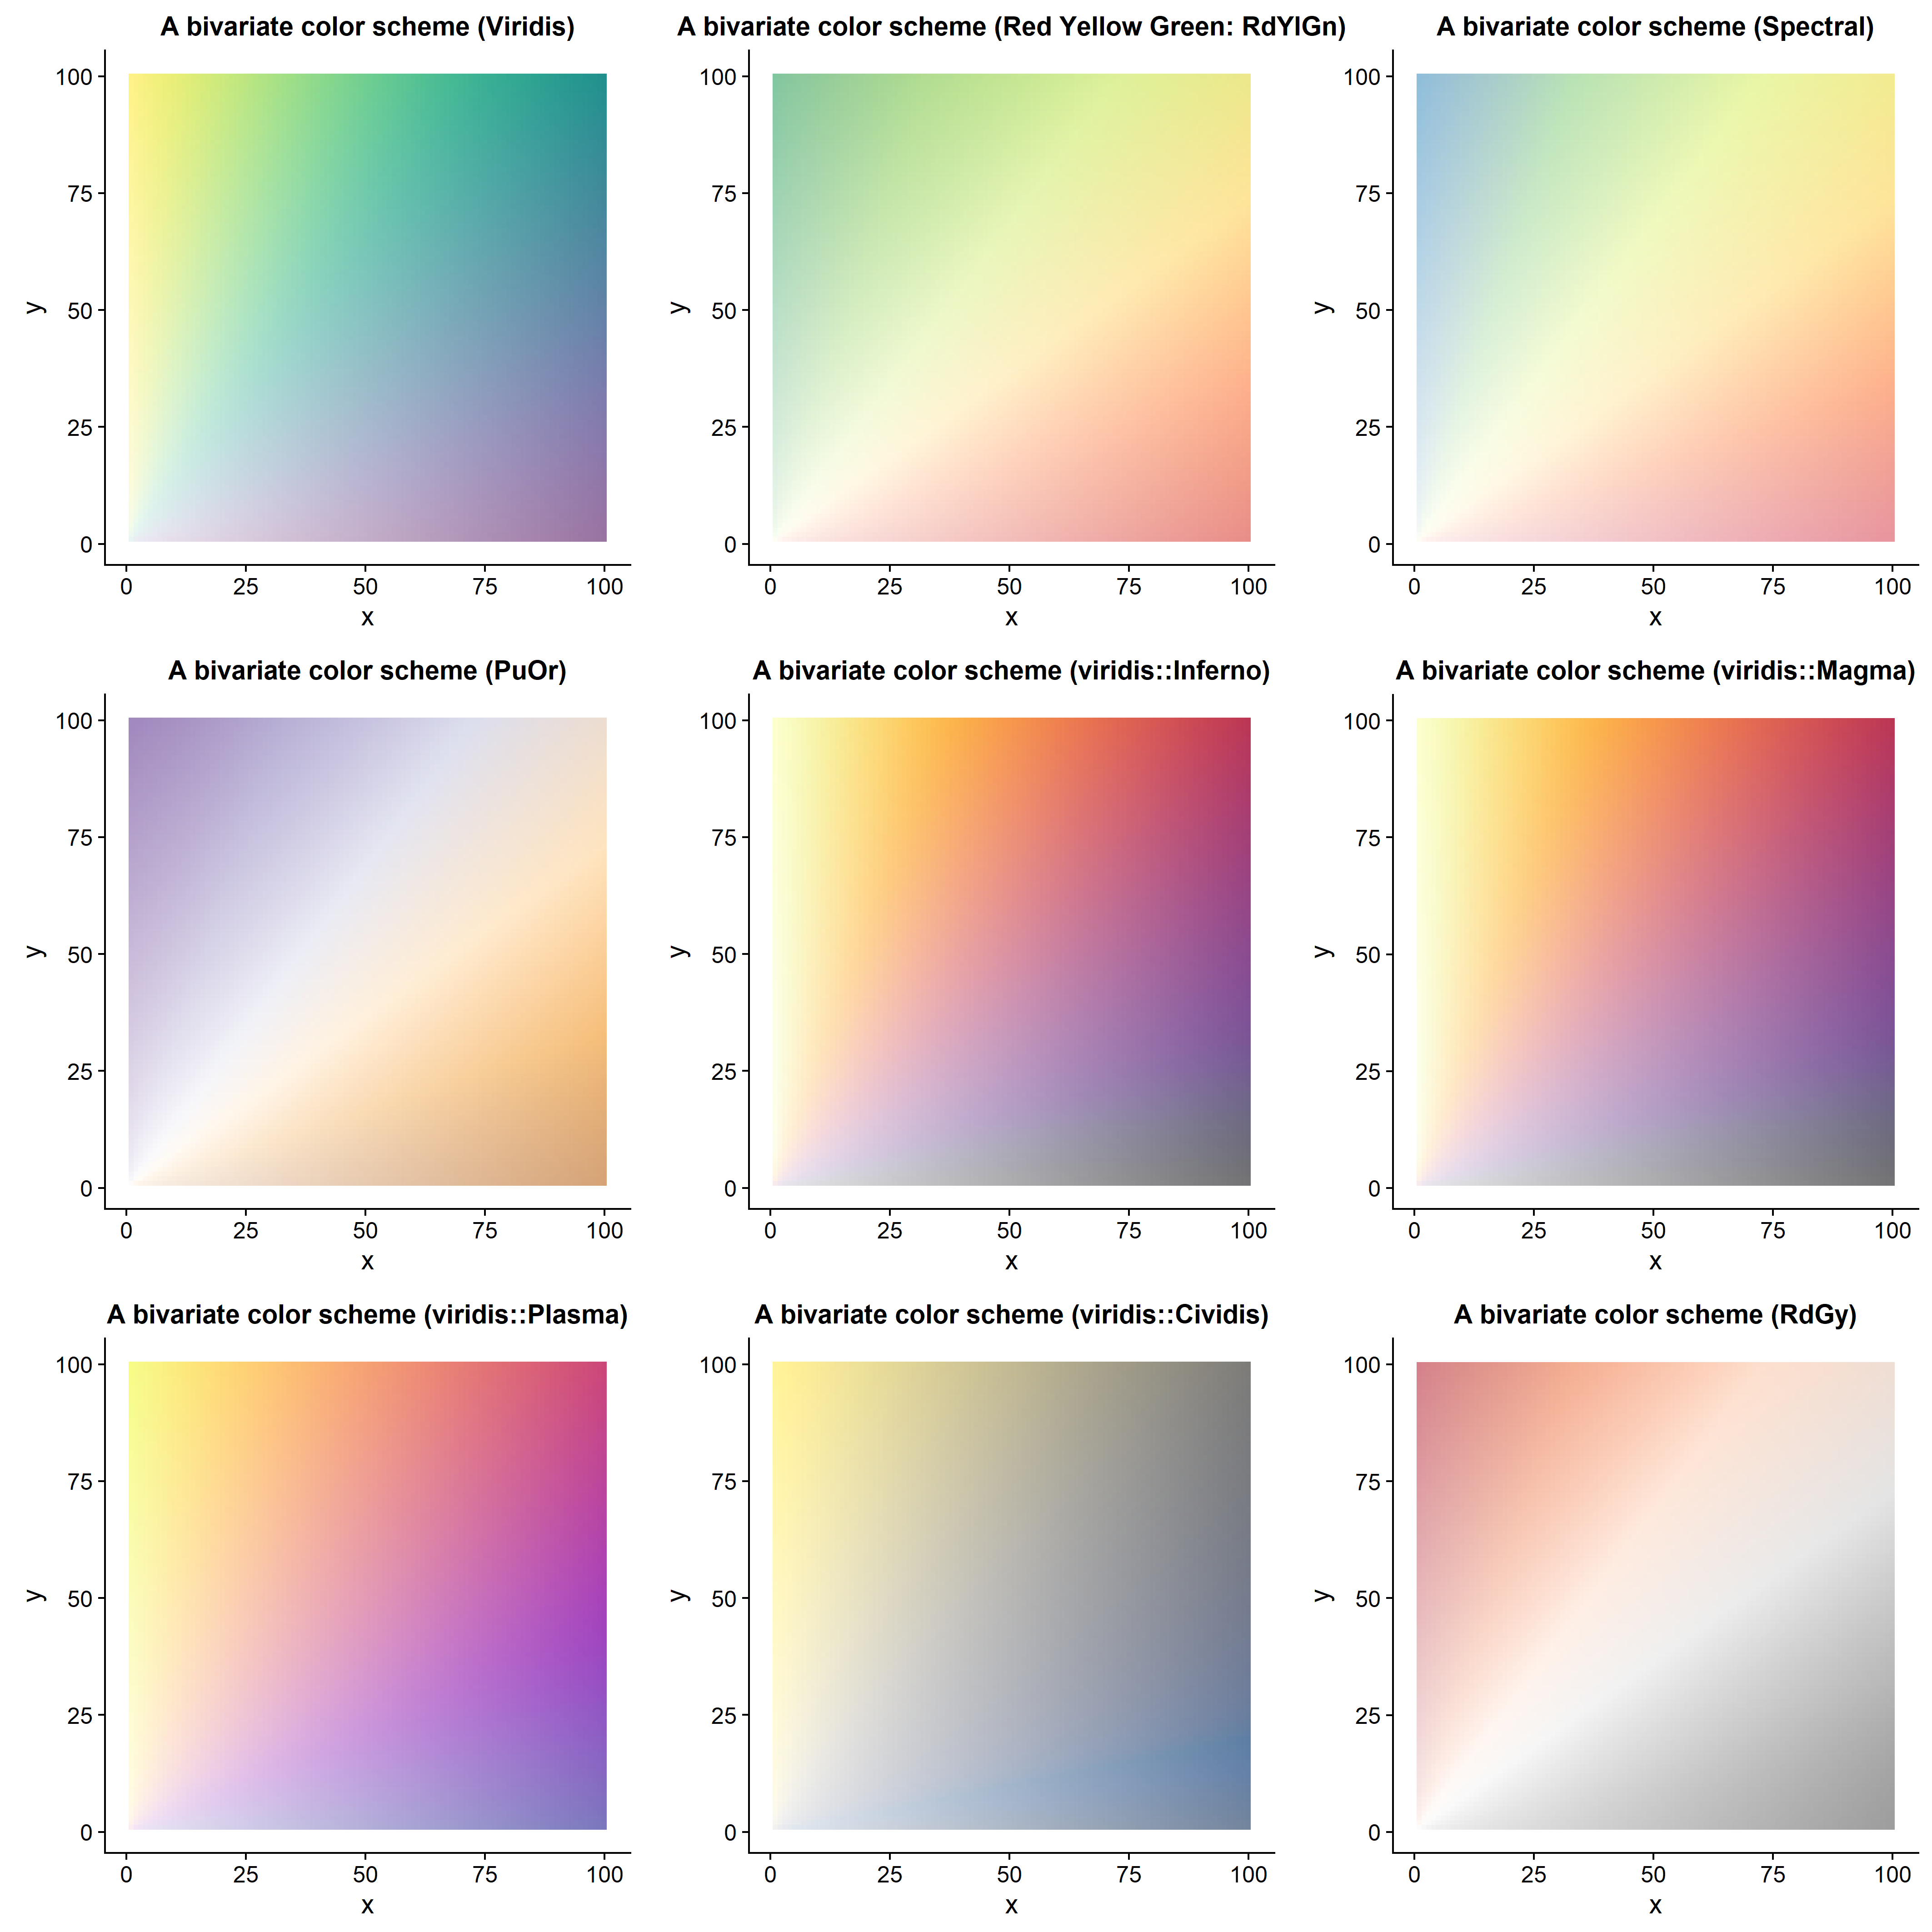 A bivariate color scheme (Viridis)
100
75
50
25
0
y
0 25 50 75 100
x
A bivariate color scheme (Red Yellow Green: RdYlGn)
100
75
50
25
0
y
0 25 50 75 100
x
A bivariate color scheme (Spectral)
100
75
50
25
0
y
0 25 50 75 100
x
A bivariate color scheme (PuOr)
100
75
50
25
0
y
0 25 50 75 100
x
A bivariate color scheme (viridis::Inferno)
100
75
50
25
0
y
0 25 50 75 100
x
A bivariate color scheme (viridis::Magma)
100
75
50
25
0
y
0 25 50 75 100
x
A bivariate color scheme (viridis::Plasma)
100
75
50
25
0
y
0 25 50 75 100
x
A bivariate color scheme (viridis::Cividis)
100
75
50
25
0
y
0 25 50 75 100
x
A bivariate color scheme (RdGy)
100
75
50
25
0
y
0 25 50 75 100
x